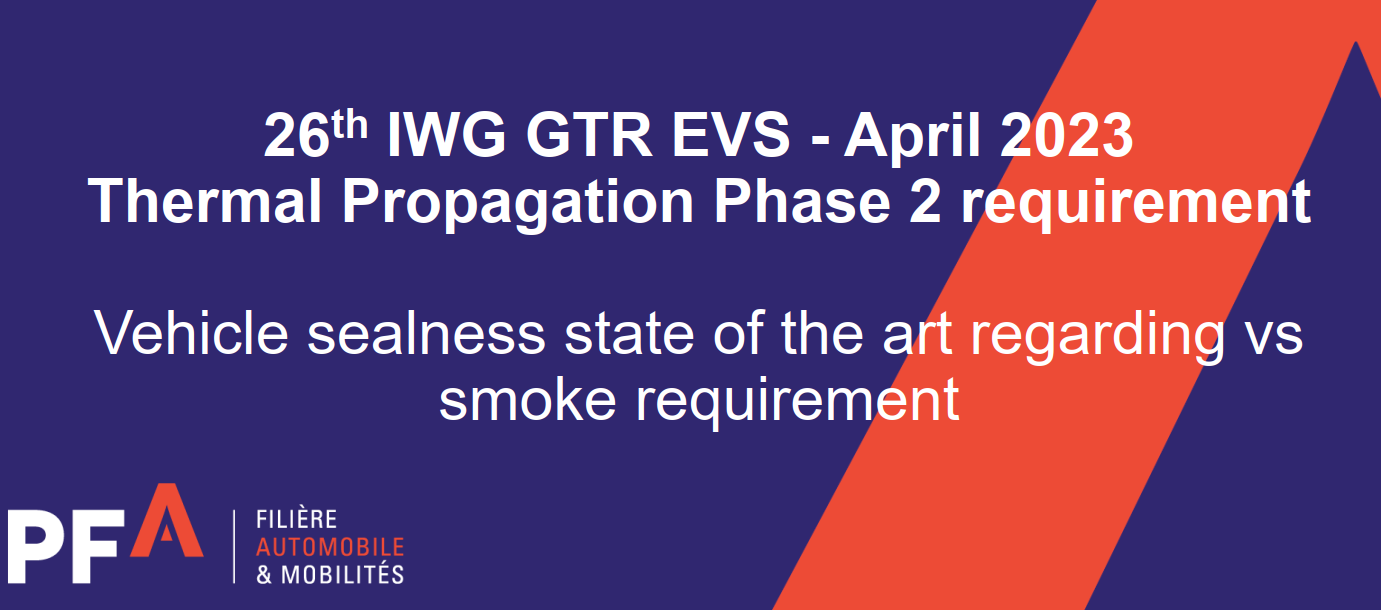 26th IWG GTR EVS - April 2023
Thermal Propagation Phase 2 requirement
Vehicle sealness state of the art regarding vs
smoke requirement
PFA
FILIÈRE
AUTOMOBILE
& MOBILITÉS